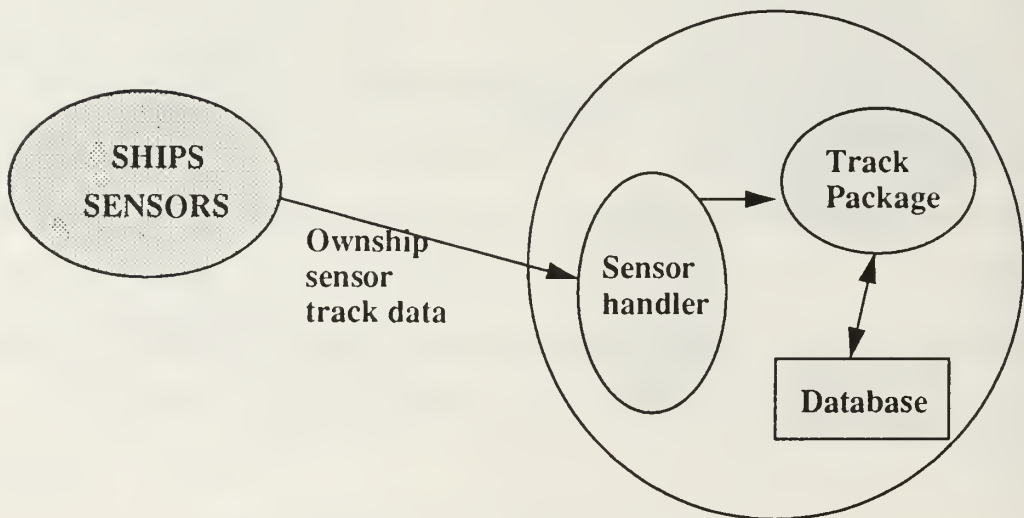 SHIPS
SENSORS
Ownship
sensor
track data
Sensor
handler
Track
Package
Database